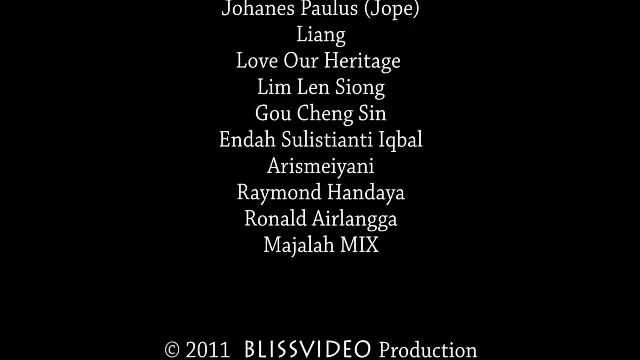 Johanes Paulus (Jope)
Liang
Love Our Heritage
Lim Len Siong
Gou Cheng Sin
Endah Sulistianti Iqbal
Arismeiyani
Raymond Handaya
Ronald Airlangga
Majalah MIX
© 2011 BLISSVIDEO Production